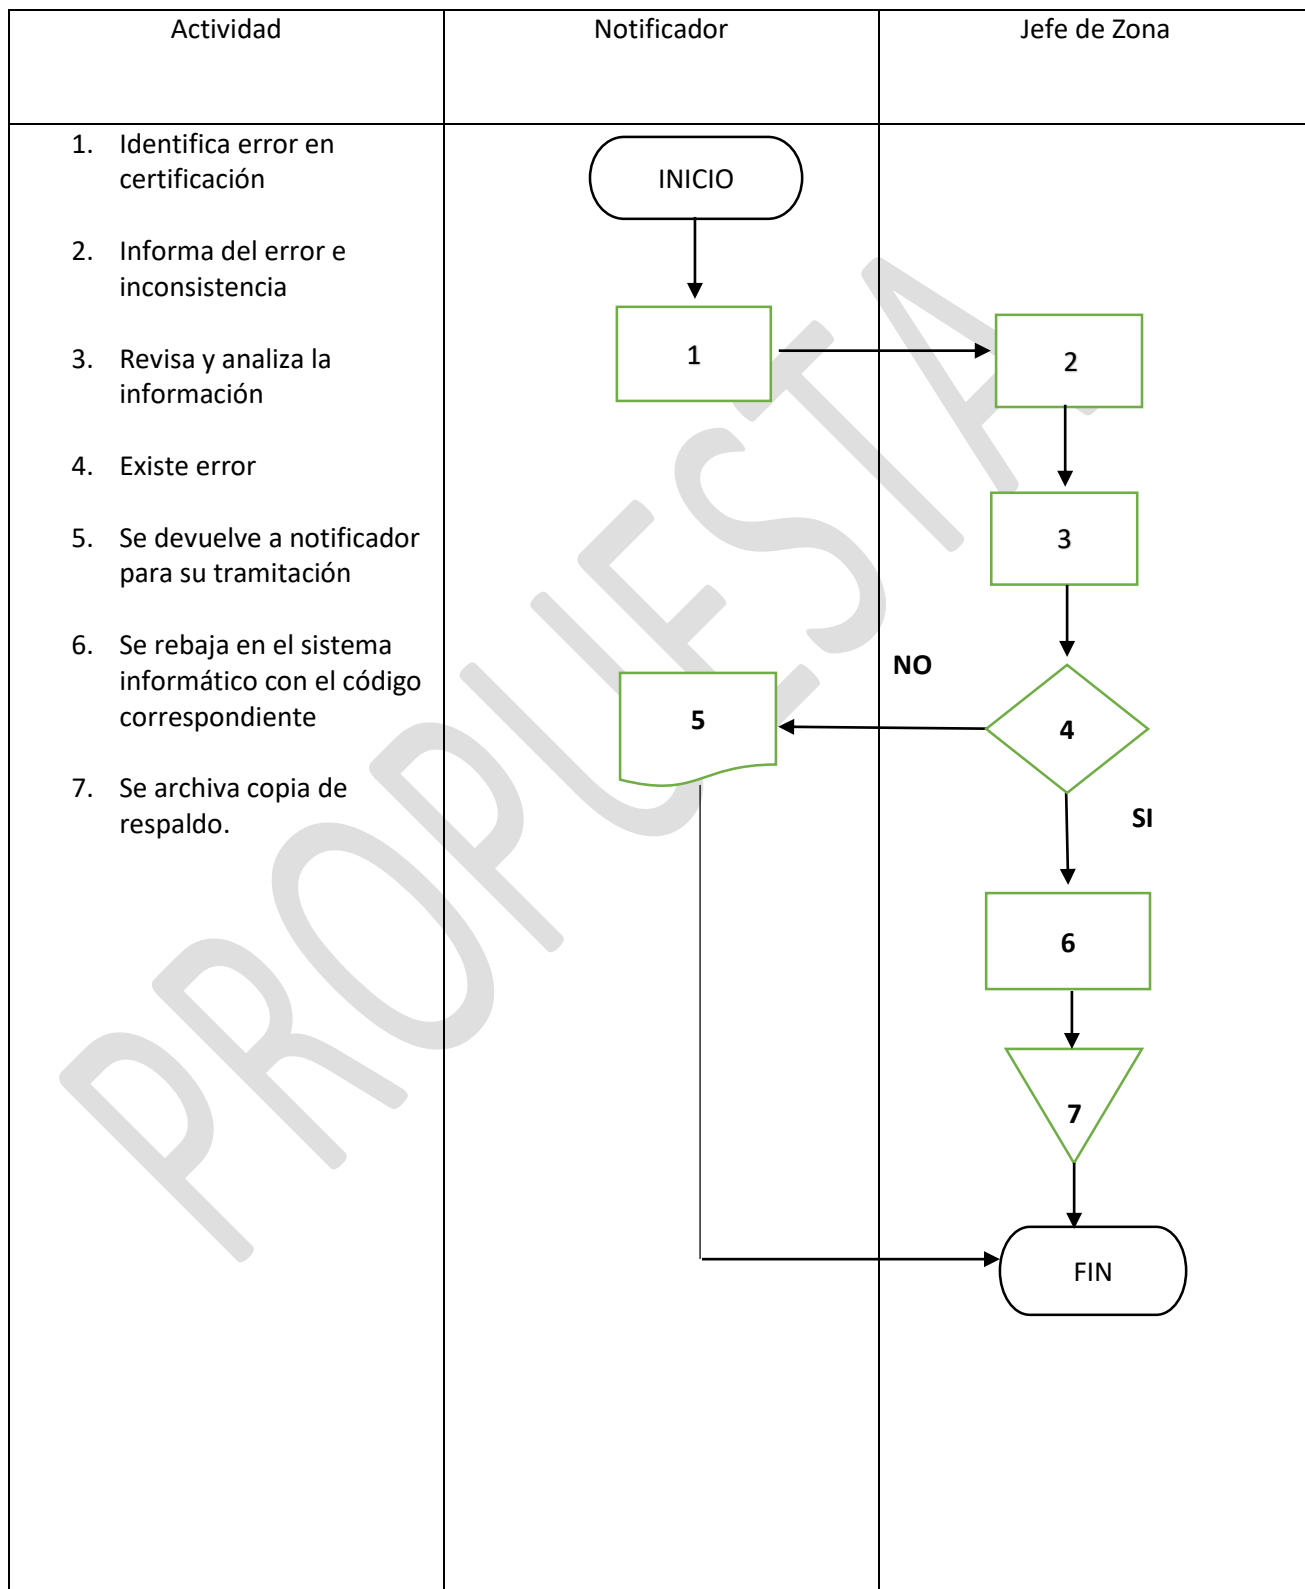 Actividad
Notificador
Jefe de Zona
1. Identifica error en
certificación
2. Informa del error e
inconsistencia
3. Revisa y analiza la
información
4. Existe error
5. Se devuelve a notificador
para su tramitación
6. Se rebaja en el sistema
informático con el código
correspondiente
7. Se archiva copia de
respaldo.
INICIO
1
2
3
NO
5
4
SI
6
7
FIN
PROPUESTA